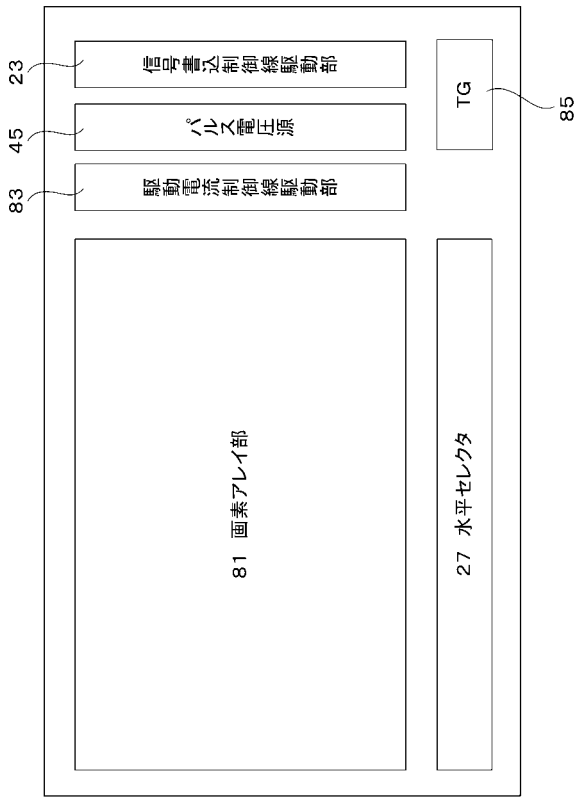 83
45
23
81 画素アレイ部
駆動電流制御線駆動部
パルス電圧源
信号書込制御線駆動部
27 水平セレクタ
TG
85